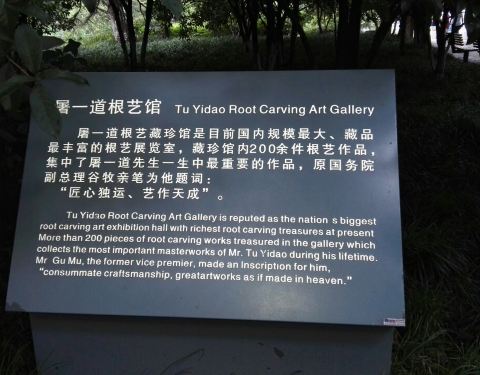 屠一道根艺馆 Tu Yidao Root Carving Art Gallery
屠一道根艺藏珍馆是目前国内规模最大、藏品
最丰富的根艺展览室，藏珍馆内200余件根艺作品，
集中了屠一道先生一生中最重要的作品，原国务院
副总理谷牧亲笔为他题词：
“匠心独运、艺作天成”。
Tu Yidao Root Carving Art Gallery is reputed as the nation s biggest
root carving art exhibition hall with richest root carving treasures at present
More than 200 pieces of root carving works treasured in the gallery which
collects the most important masterworks of Mr. Tu Yidao during his lifetime.
Mr Gu Mu, the former vice premier, made an Inscription for him,
“consummate craftsmanship, greatartworks as if made in heaven.”